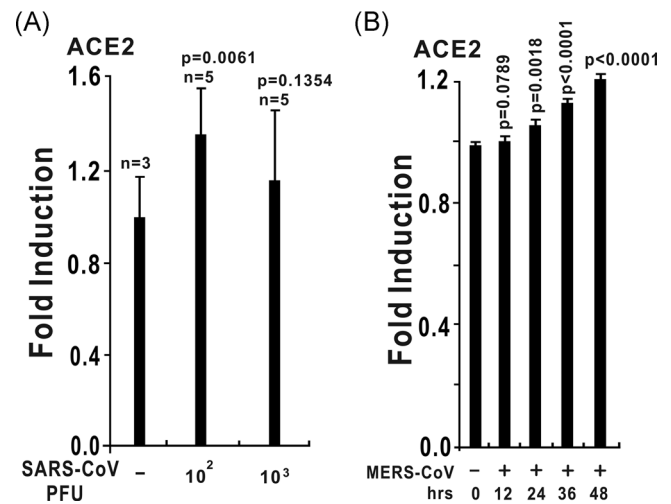 (A)
ACE2
Fold Induction
1.6
1.2
0.8
0.4
0.0
n=3
p=0.0061
n=5
p=0.1354
n=5
SARS-CoV
PFU
– 10² 10³
(B)
ACE2
Fold Induction
1.2
0.8
0.4
0.0
p=0.0789
p=0.0018
p<0.0001
p<0.0001
MERS-CoV – + + + +
hrs 0 12 24 36 48